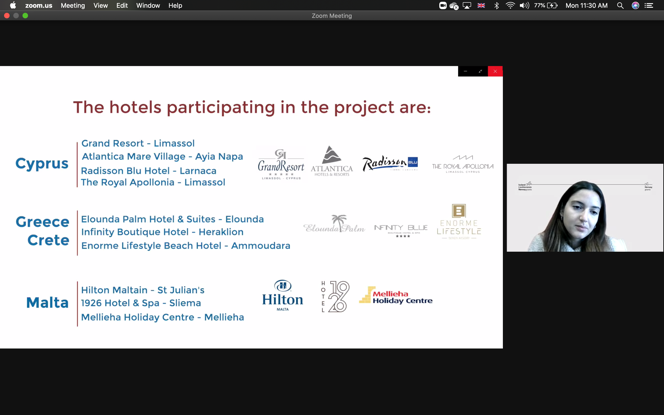 zoom.us Meeting View Edit Window Help
77% Mon 11:30 AM
Zoom Meeting
The hotels participating in the project are:
Cyprus
Grand Resort - Limassol
Atlantica Mare Village - Ayia Napa
Radisson Blu Hotel - Larnaca
The Royal Apollonia - Limassol
GR
GrandResort
LIMASSOL CYPRUS
ATLANTICA
HOTELS & RESORTS
Radisson BLU
THE ROYAL APOLLONIA
LIMASSOL CYPRUS
Greece
Crete
Elounda Palm Hotel & Suites - Elounda
Infinity Boutique Hotel - Heraklion
Enorme Lifestyle Beach Hotel - Ammoudara
Elounda Palm
INFINITY BLUE
ENORME
LIFESTYLE
Malta
Hilton Maltain - St Julian's
1926 Hotel & Spa - Sliema
Mellieha Holiday Centre - Mellieha
Hilton
MALTA
HOTEL
1926
Mellieha
Holiday Centre